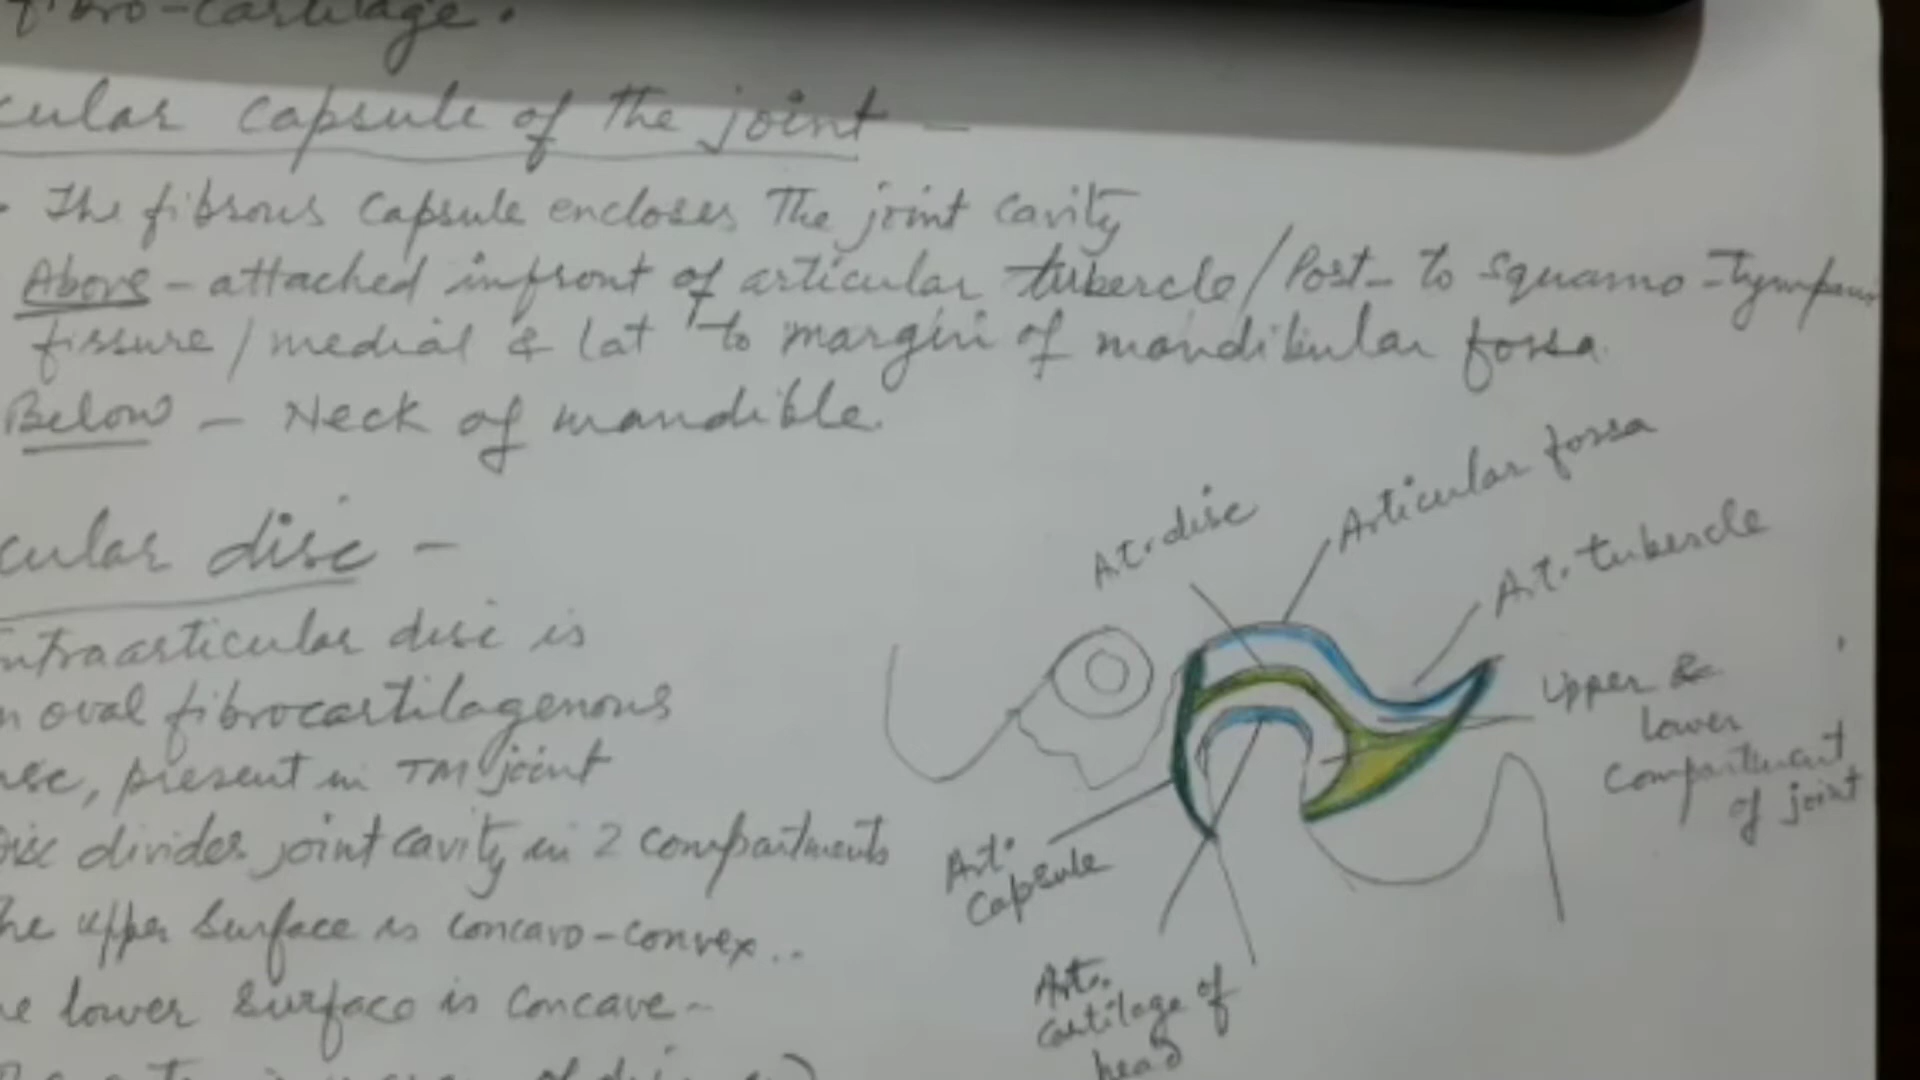 fibro-cartilage.
cular capsule of the joint -
- The fibrous capsule encloses The joint cavity
Above - attached infront of articular tubercle / Post- to squamo-tympan
fissure / medial & lat to margin of mandibular fossa.
Below - Neck of mandible.
cular disc -
ntraarticular disc is
n oval fibrocartilagenous
isc, present in TM joint
Disc divides joint cavity in 2 compartments
he upper surface is concavo-convex..
e lower surface is concave-
Art. disc
Articular fossa
Art. tubercle
Upper &
lower
Compartment
of joint
Art.
Capsule
Art.
Cartilage of
head